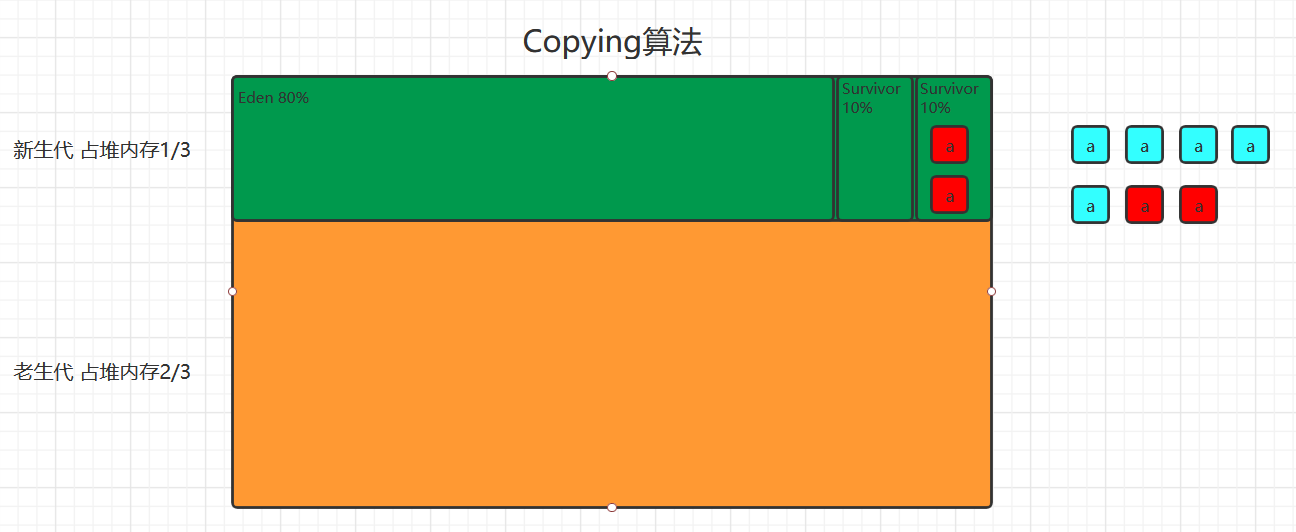 Copying算法
Eden 80%
Survivor
10%
Survivor
10%
新生代 占堆内存1/3
a
a
a a a a
a a a
老生代 占堆内存2/3